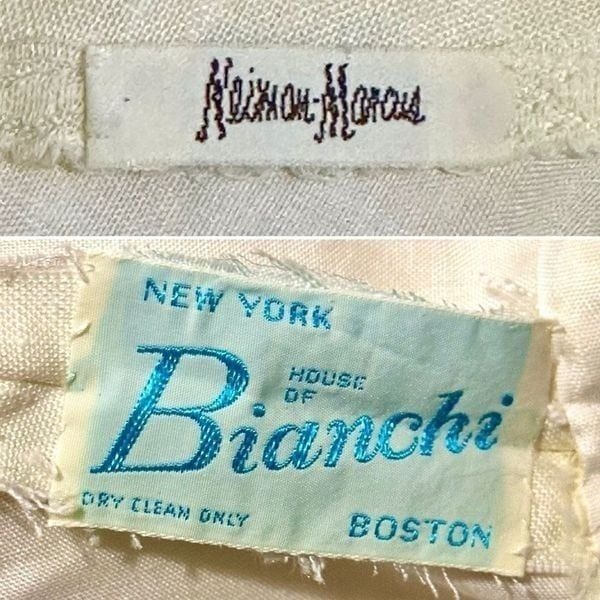 Neiman-Marcus
NEW YORK
HOUSE
OF
Bianchi
DRY CLEAN ONLY
BOSTON